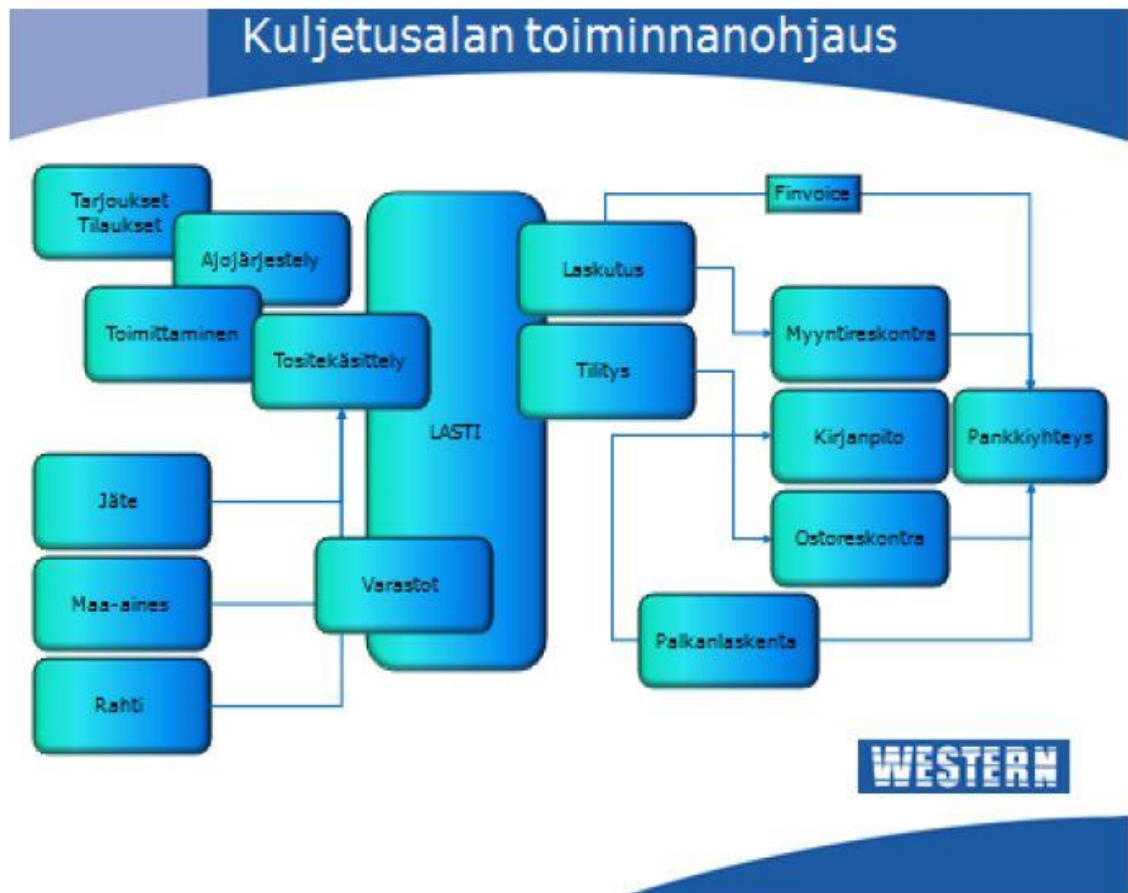 Kuljetusalan toiminnanohjaus
Tarjoukset
Tilaukset
Ajojärjestely
Toimittaminen
Tositekäsittely
Jäte
Maa-aines
Rahti
Varastot
LASTI
Laskutus
Tilitys
Finvoice
Myyntireskontra
Kirjanpito
Pankkiyhteys
Ostoreskontra
Palkanlaskenta
WESTERN